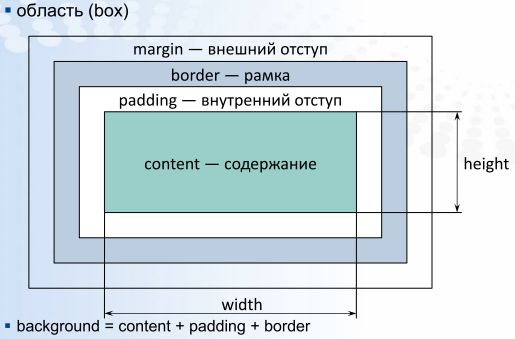 ▪ область (box)
margin — внешний отступ
border — рамка
padding — внутренний отступ
content — содержание
height
width
▪ background = content + padding + border